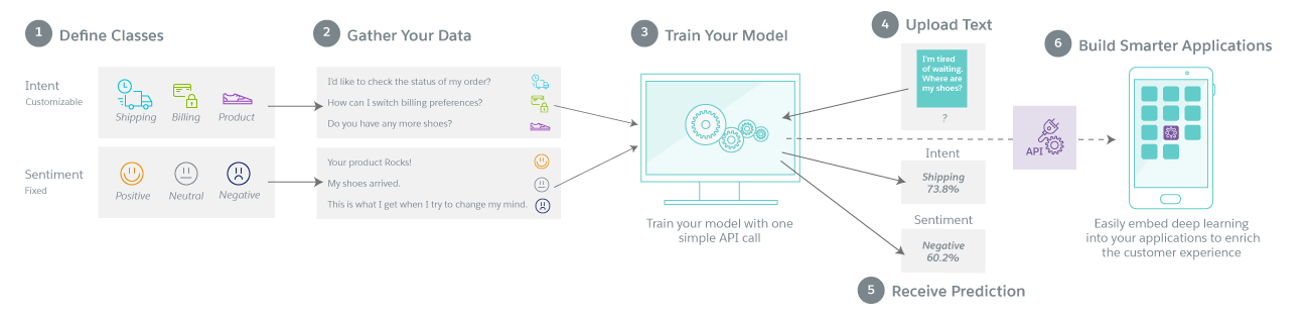 1 Define Classes
Intent
Customizable
Shipping Billing Product
Sentiment
Fixed
Positive Neutral Negative
2 Gather Your Data
I'd like to check the status of my order?
How can I switch billing preferences?
Do you have any more shoes?
Your product Rocks!
My shoes arrived.
This is what I get when I try to change my mind.
3 Train Your Model
Train your model with one
simple API call
4 Upload Text
I'm tired
of waiting.
Where are
my shoes?
?
Intent
Shipping
73.8%
Sentiment
Negative
60.2%
5 Receive Prediction
API
6 Build Smarter Applications
Easily embed deep learning
into your applications to enrich
the customer experience